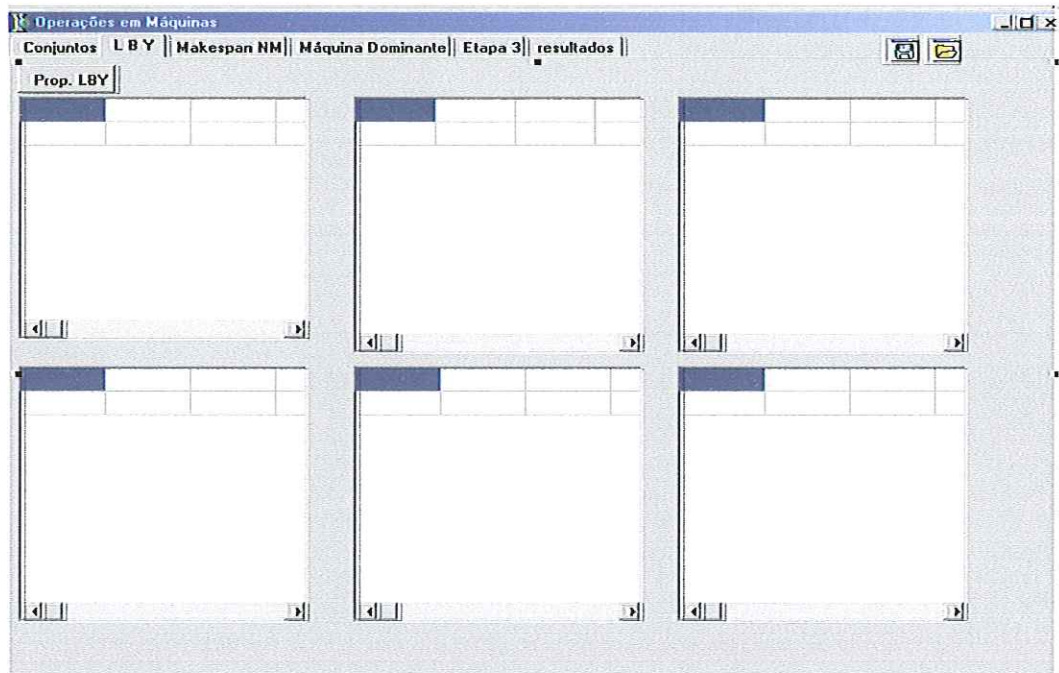 Operações em Máquinas
Conjuntos L B Y Makespan NM Máquina Dominante Etapa 3 resultados
Prop. LBY